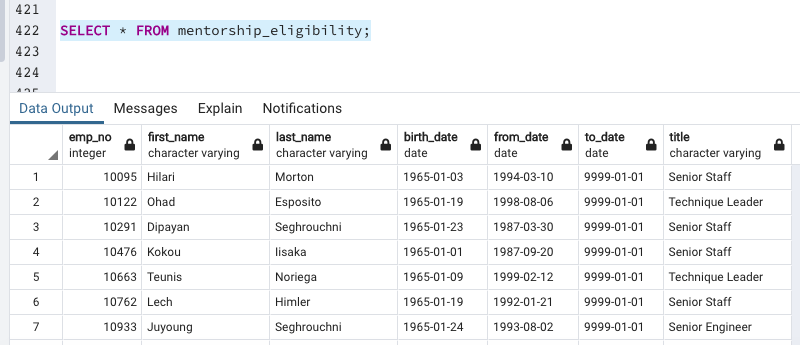 421
422 SELECT * FROM mentorship_eligibility;
423
424
Data Output Messages Explain Notifications
emp_no first_name last_name birth_date from_date to_date title
integer character varying character varying date date date character varying
1 10095 Hilari Morton 1965-01-03 1994-03-10 9999-01-01 Senior Staff
2 10122 Ohad Esposito 1965-01-19 1998-08-06 9999-01-01 Technique Leader
3 10291 Dipayan Seghrouchni 1965-01-23 1987-03-30 9999-01-01 Senior Staff
4 10476 Kokou Iisaka 1965-01-01 1987-09-20 9999-01-01 Senior Staff
5 10663 Teunis Noriega 1965-01-09 1999-02-12 9999-01-01 Technique Leader
6 10762 Lech Himler 1965-01-19 1992-01-21 9999-01-01 Senior Staff
7 10933 Juyoung Seghrouchni 1965-01-24 1993-08-02 9999-01-01 Senior Engineer